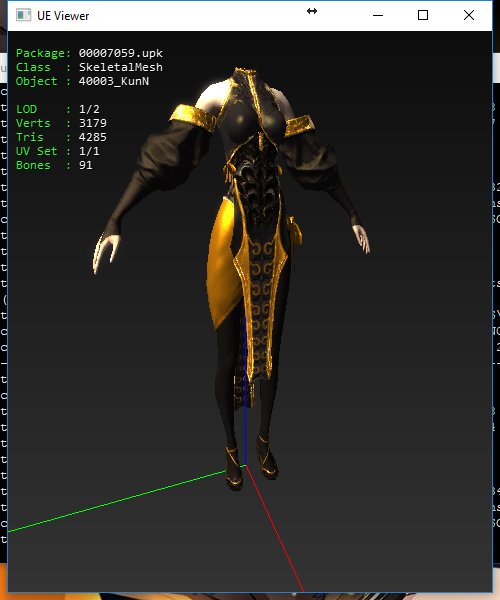 UE Viewer
Package: 00007059.upk
Class : SkeletalMesh
Object : 40003_KunN
LOD : 1/2
Verts : 3179
Tris : 4285
UV Set : 1/1
Bones : 91